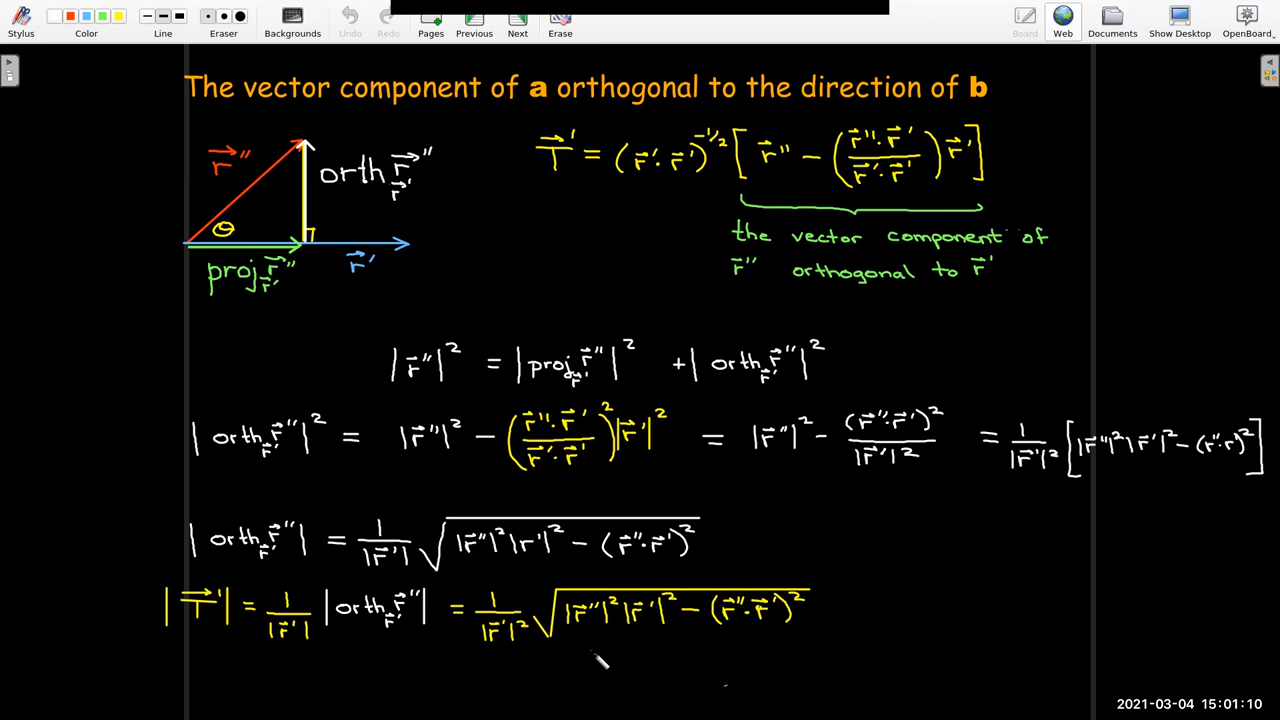 Stylus Color Line Eraser Backgrounds Undo Redo Pages Previous Next Erase Board Web Documents Show Desktop OpenBoard
The vector component of a orthogonal to the direction of b
r⃗″ orth_r⃗′ r⃗″ θ proj_r⃗′ r⃗″ r⃗′
T⃗′ = (r⃗′·r⃗′)^(-1/2) [ r⃗″ − ( (r⃗″·r⃗′)/(r⃗′·r⃗′) ) r⃗′ ]
the vector component of
r⃗″ orthogonal to r⃗′
|r⃗″|² = |proj_r⃗′ r⃗″|² + |orth_r⃗′ r⃗″|²
|orth_r⃗′ r⃗″|² = |r⃗″|² − ( (r⃗″·r⃗′)/(r⃗′·r⃗′) )² |r⃗′|² = |r⃗″|² − (r⃗″·r⃗′)²/|r⃗′|² = 1/|r⃗′|² [ |r⃗″|²|r⃗′|² − (r″·r′)² ]
|orth_r⃗′ r⃗″| = 1/|r⃗′| √( |r⃗″|²|r′|² − (r⃗″·r⃗′)² )
|T⃗′| = 1/|r⃗′| |orth_r⃗′ r⃗″| = 1/|r⃗′|² √( |r⃗″|²|r⃗′|² − (r⃗″·r⃗′)² )
2021-03-04 15:01:10